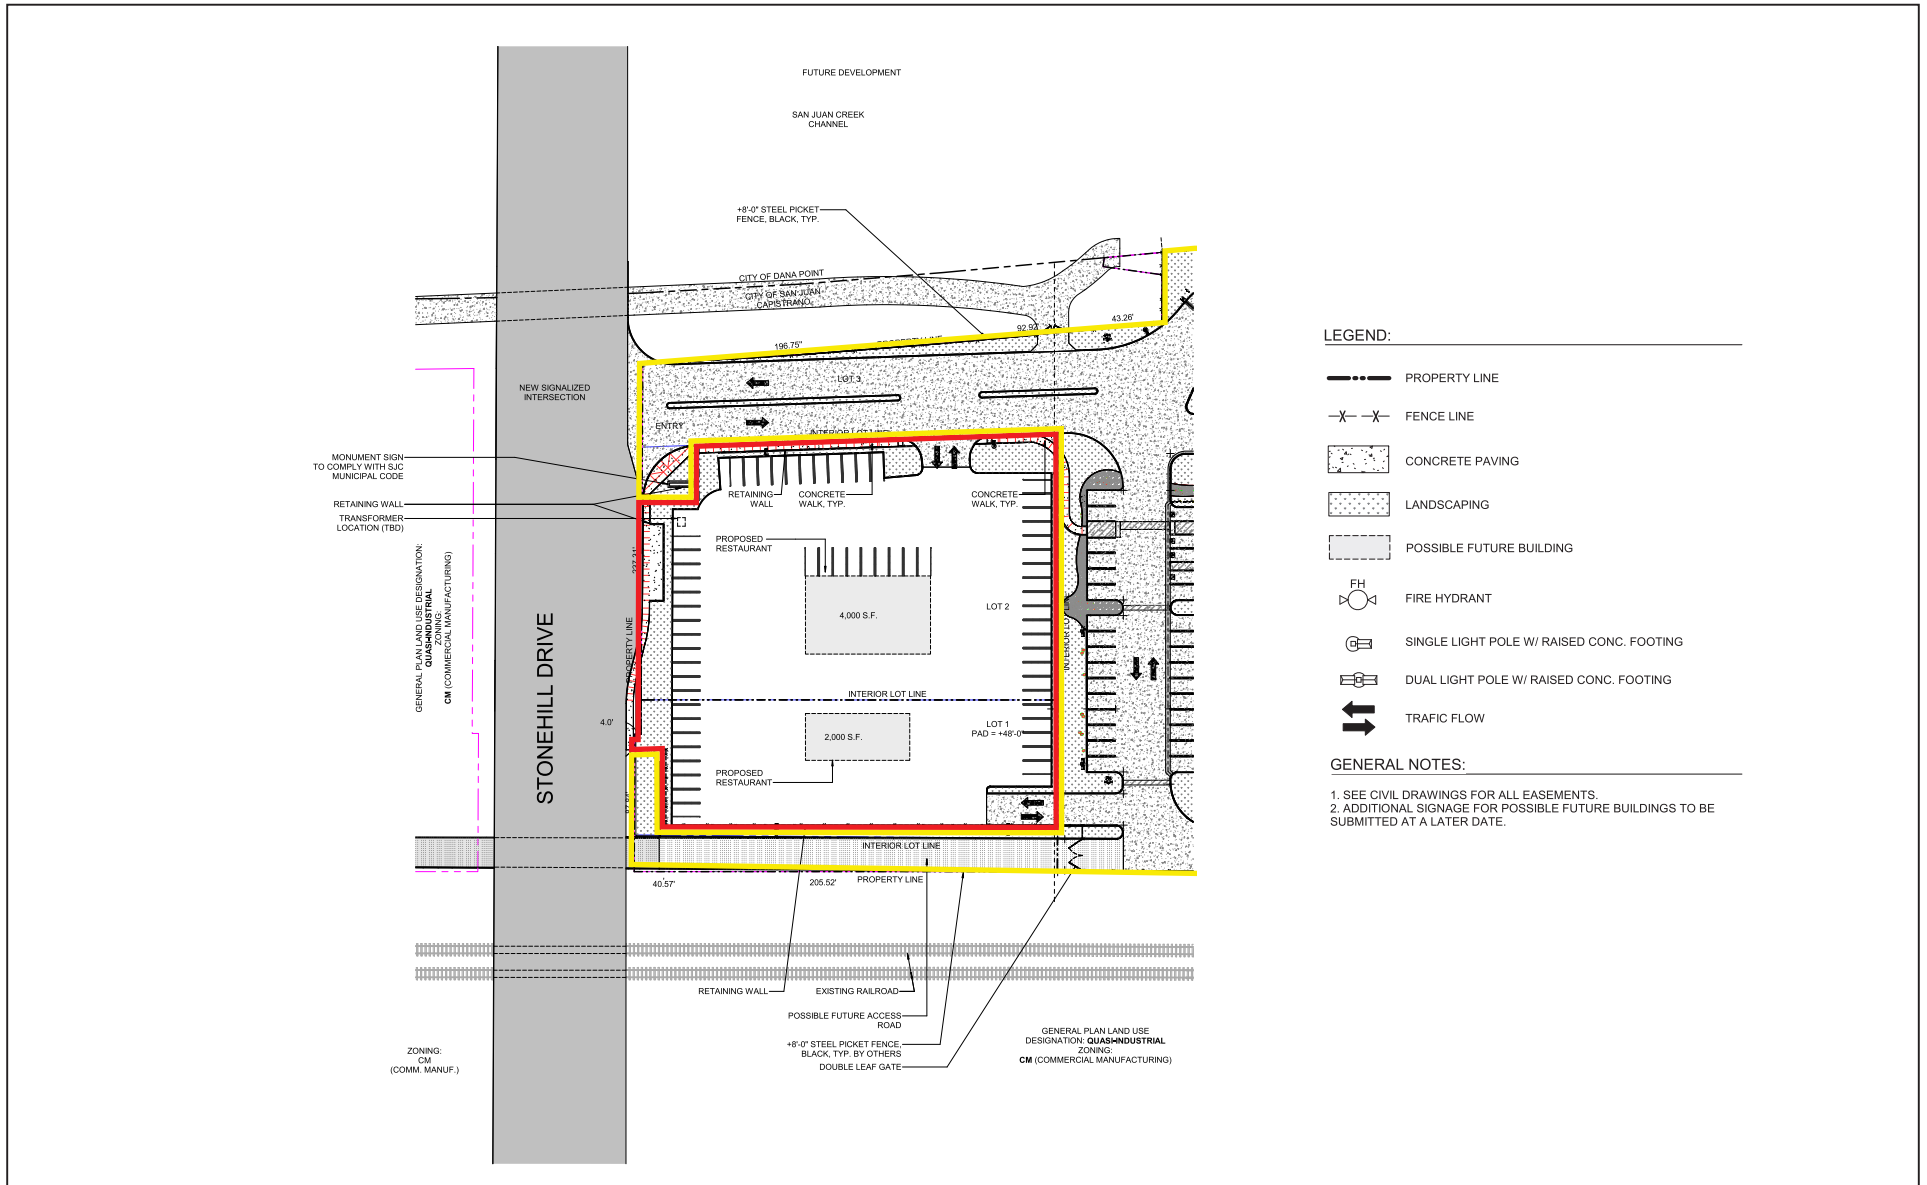 FUTURE DEVELOPMENT
SAN JUAN CREEK
CHANNEL
+8'-0" STEEL PICKET
FENCE, BLACK, TYP.
CITY OF DANA POINT
CITY OF SAN JUAN
CAPISTRANO
196.75"
PROPERTY LINE
92.92'
43.26'
NEW SIGNALIZED
INTERSECTION
LOT 3
ENTRY
INTERIOR LOT LINE
MONUMENT SIGN
TO COMPLY WITH SJC
MUNICIPAL CODE
RETAINING WALL
TRANSFORMER
LOCATION (TBD)
RETAINING
WALL
CONCRETE
WALK, TYP.
CONCRETE
WALK, TYP.
PROPOSED
RESTAURANT
4,000 S.F.
LOT 2
GENERAL PLAN LAND USE DESIGNATION:
QUASI-INDUSTRIAL
ZONING:
CM (COMMERCIAL MANUFACTURING)
STONEHILL DRIVE
PROPERTY LINE
4.0'
INTERIOR LOT LINE
LOT 1
PAD = +48'-0"
2,000 S.F.
PROPOSED
RESTAURANT
INTERIOR LOT LINE
PROPERTY LINE
40.57'
205.52'
RETAINING WALL
EXISTING RAILROAD
POSSIBLE FUTURE ACCESS
ROAD
+8'-0" STEEL PICKET FENCE,
BLACK, TYP. BY OTHERS
DOUBLE LEAF GATE
GENERAL PLAN LAND USE
DESIGNATION: QUASI-INDUSTRIAL
ZONING:
CM (COMMERCIAL MANUFACTURING)
ZONING:
CM
(COMM. MANUF.)
LEGEND:
PROPERTY LINE
FENCE LINE
CONCRETE PAVING
LANDSCAPING
POSSIBLE FUTURE BUILDING
FH
FIRE HYDRANT
SINGLE LIGHT POLE W/ RAISED CONC. FOOTING
DUAL LIGHT POLE W/ RAISED CONC. FOOTING
TRAFIC FLOW
GENERAL NOTES:
1. SEE CIVIL DRAWINGS FOR ALL EASEMENTS.
2. ADDITIONAL SIGNAGE FOR POSSIBLE FUTURE BUILDINGS TO BE
SUBMITTED AT A LATER DATE.